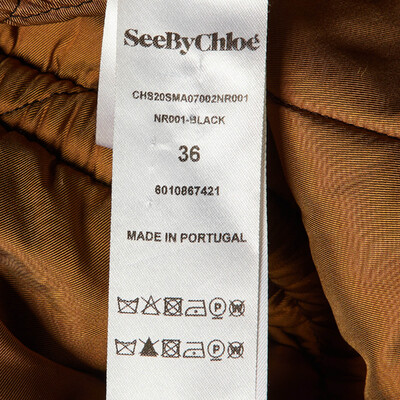 SeeByChloé
CHS20SMA07002NR001
NR001-BLACK
36
6010867421
MADE IN PORTUGAL
P W
P W